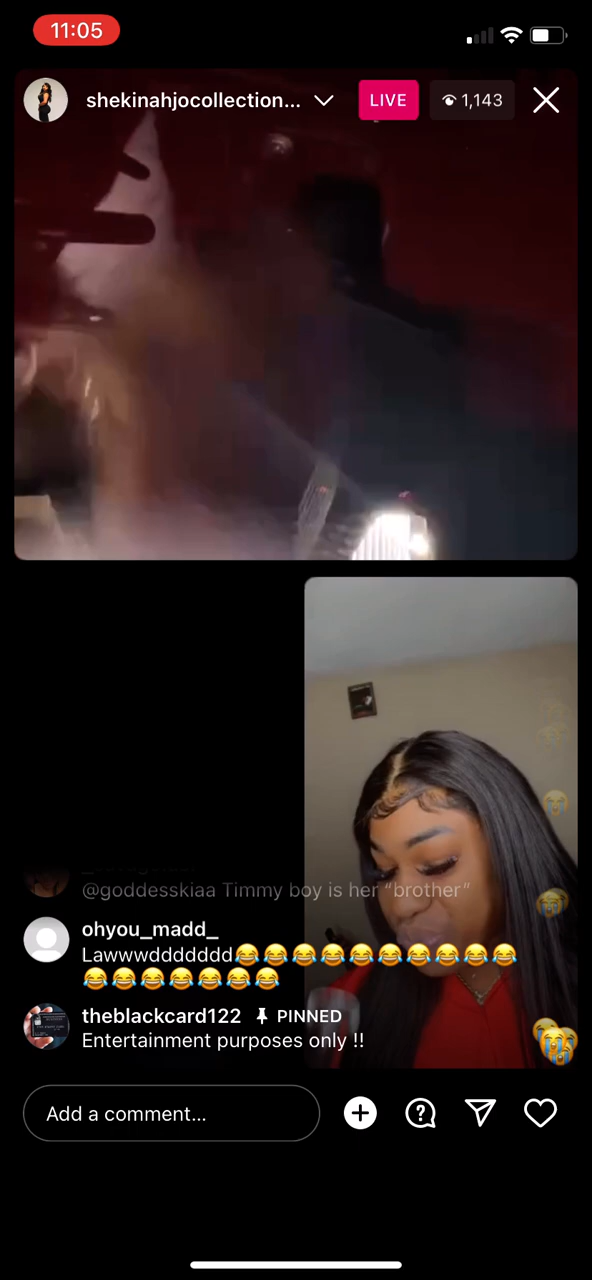 11:05
shekinahjocollection...
LIVE
1,143
@goddesskiaa Timmy boy is her “brother”
ohyou_madd_
Lawwwddddddd😂😂😂😂😂😂😂😂😂😂
😂😂😂😂😂😂😂
theblackcard122 PINNED
Entertainment purposes only !!
Add a comment...